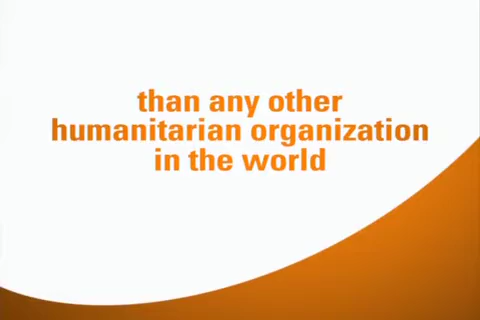 than any other
humanitarian organization
in the world